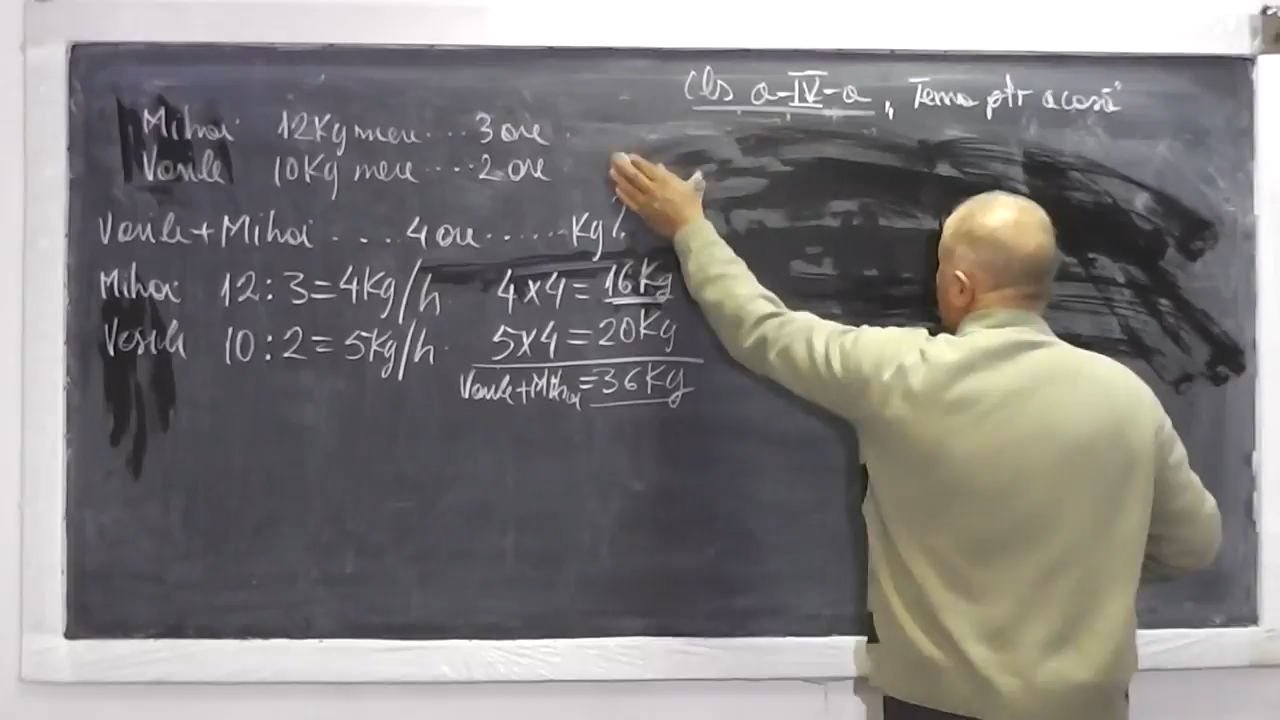 Cls a-IV-a, Tema ptr acasă
Mihai 12Kg mere .... 3 ore
Vasile 10Kg mere .... 2 ore
Vasile + Mihai .... 4 ore ...... Kg?
Mihai 12:3=4Kg/h 4x4=16Kg
Vasile 10:2=5Kg/h. 5x4=20Kg
Vasile+Mihai=36Kg